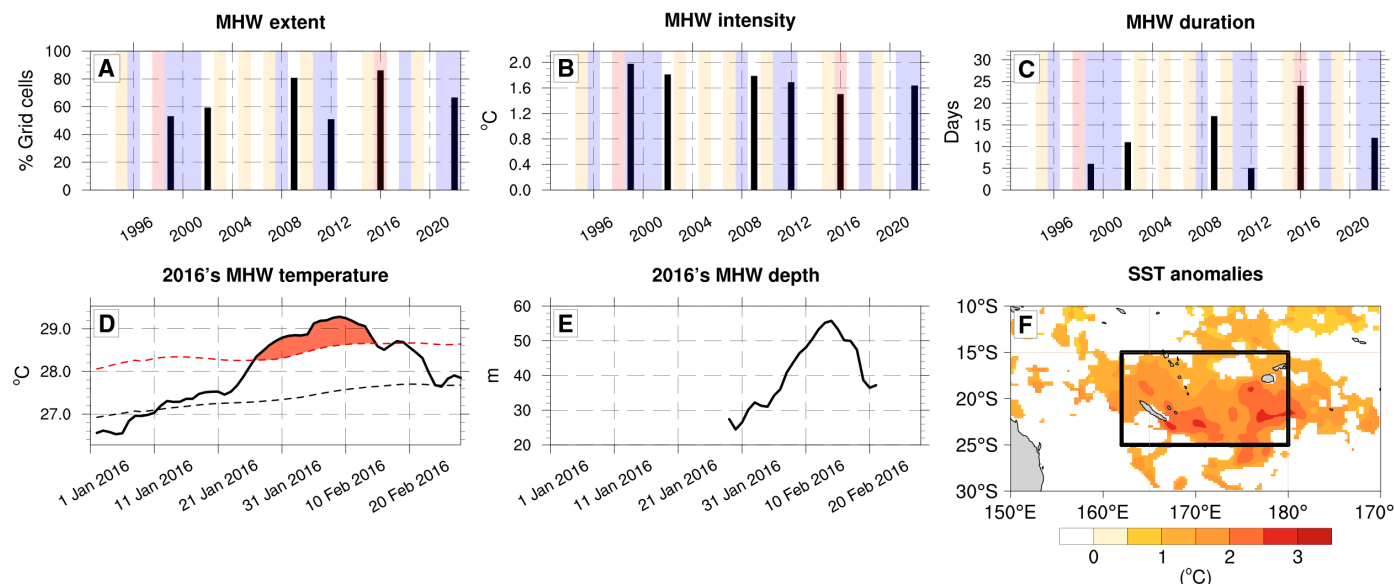 MHW extent
A
% Grid cells
100
80
60
40
20
0
1996 2000 2004 2008 2012 2016 2020
MHW intensity
B
°C
2.0
1.6
1.2
0.8
0.4
0.0
1996 2000 2004 2008 2012 2016 2020
MHW duration
C
Days
30
25
20
15
10
5
0
1996 2000 2004 2008 2012 2016 2020
2016's MHW temperature
D
°C
29.0
28.0
27.0
1 Jan 2016 11 Jan 2016 21 Jan 2016 31 Jan 2016 10 Feb 2016 20 Feb 2016
2016's MHW depth
E
m
60
50
40
30
20
1 Jan 2016 11 Jan 2016 21 Jan 2016 31 Jan 2016 10 Feb 2016 20 Feb 2016
SST anomalies
F
10°S
15°S
20°S
25°S
30°S
150°E 160°E 170°E 180° 170°
0 1 2 3
(°C)